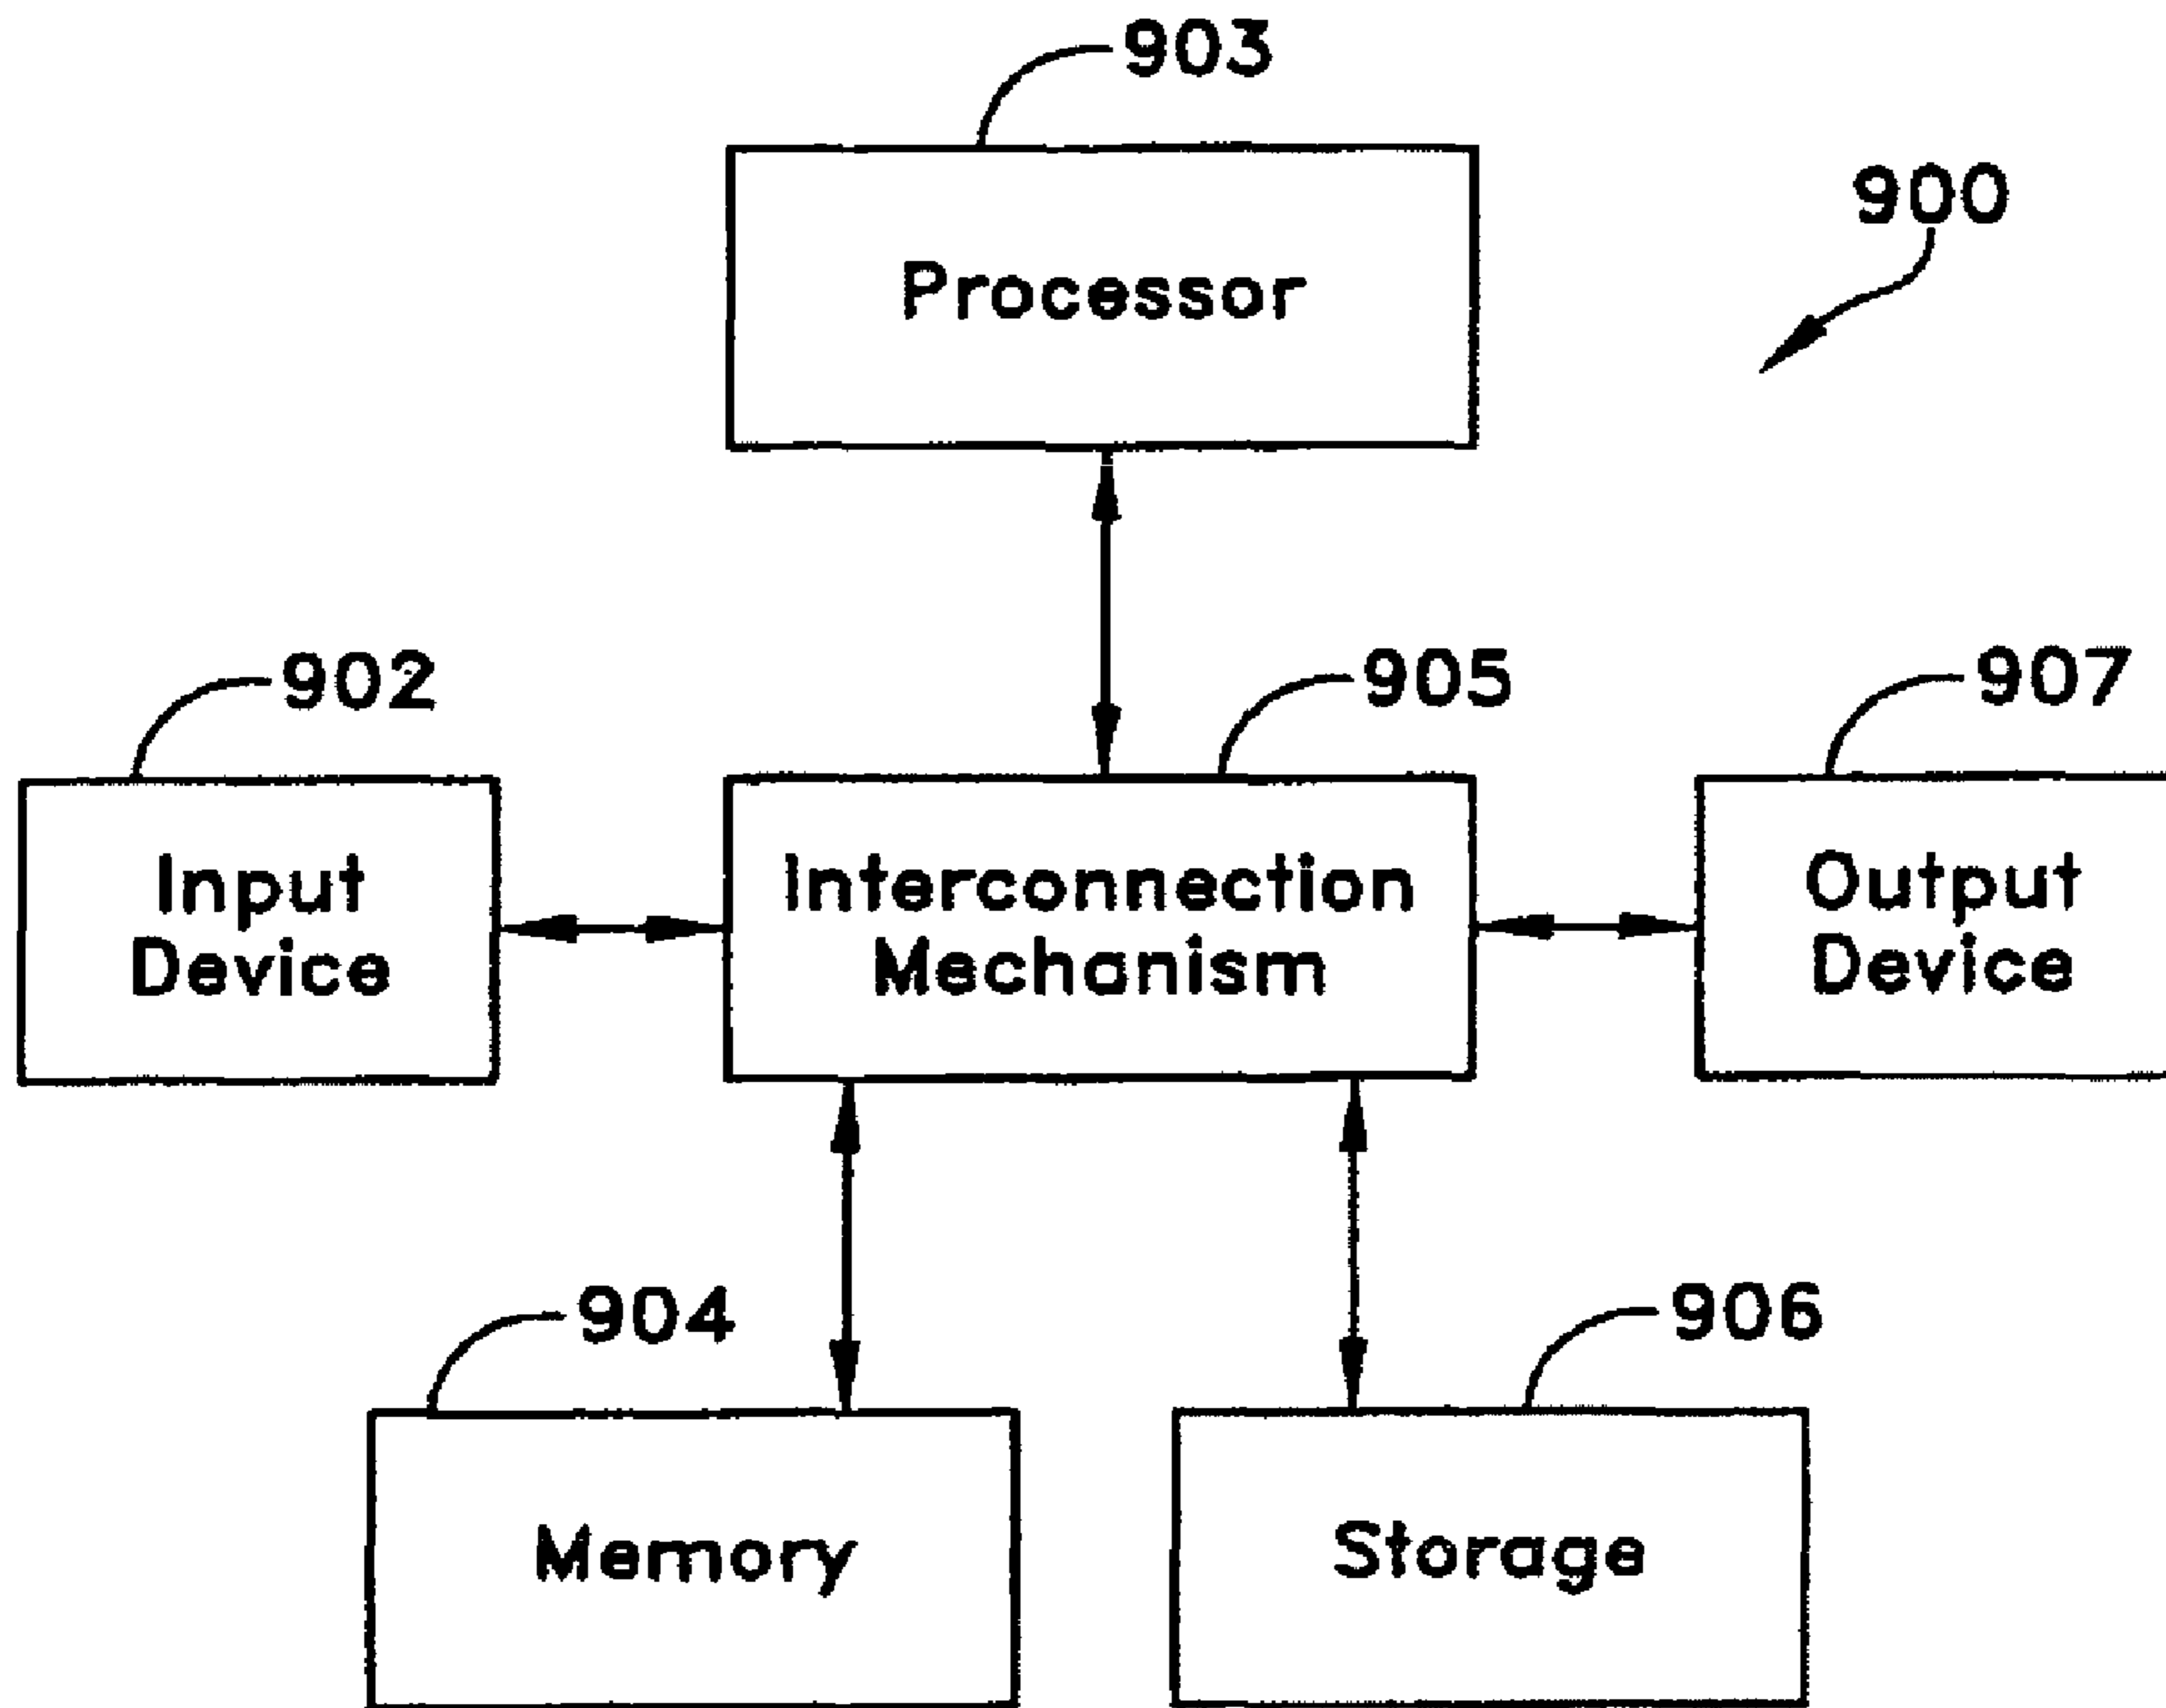 903
900
Processor
902
905
907
Input
Device
Interconnection
Mechanism
Output
Device
904
906
Memory
Storage